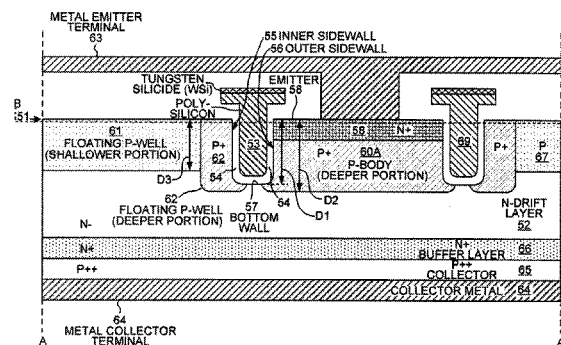 METAL EMITTER
TERMINAL
63
55 INNER SIDEWALL
56 OUTER SIDEWALL
TUNGSTEN
SILICIDE (WSi)
EMITTER
58
POLY-
SILICON
B
51
61
FLOATING P-WELL
(SHALLOWER PORTION)
P+
62
53
58
N+
P+
60A
P-BODY
(DEEPER PORTION)
P+
P
67
D3
54
62
FLOATING P-WELL
(DEEPER PORTION)
57
BOTTOM
WALL
54
D1
D2
N-DRIFT
LAYER
52
N-
N+
N+
BUFFER LAYER
66
P++
P++
COLLECTOR
65
COLLECTOR METAL
64
64
METAL COLLECTOR
TERMINAL
A